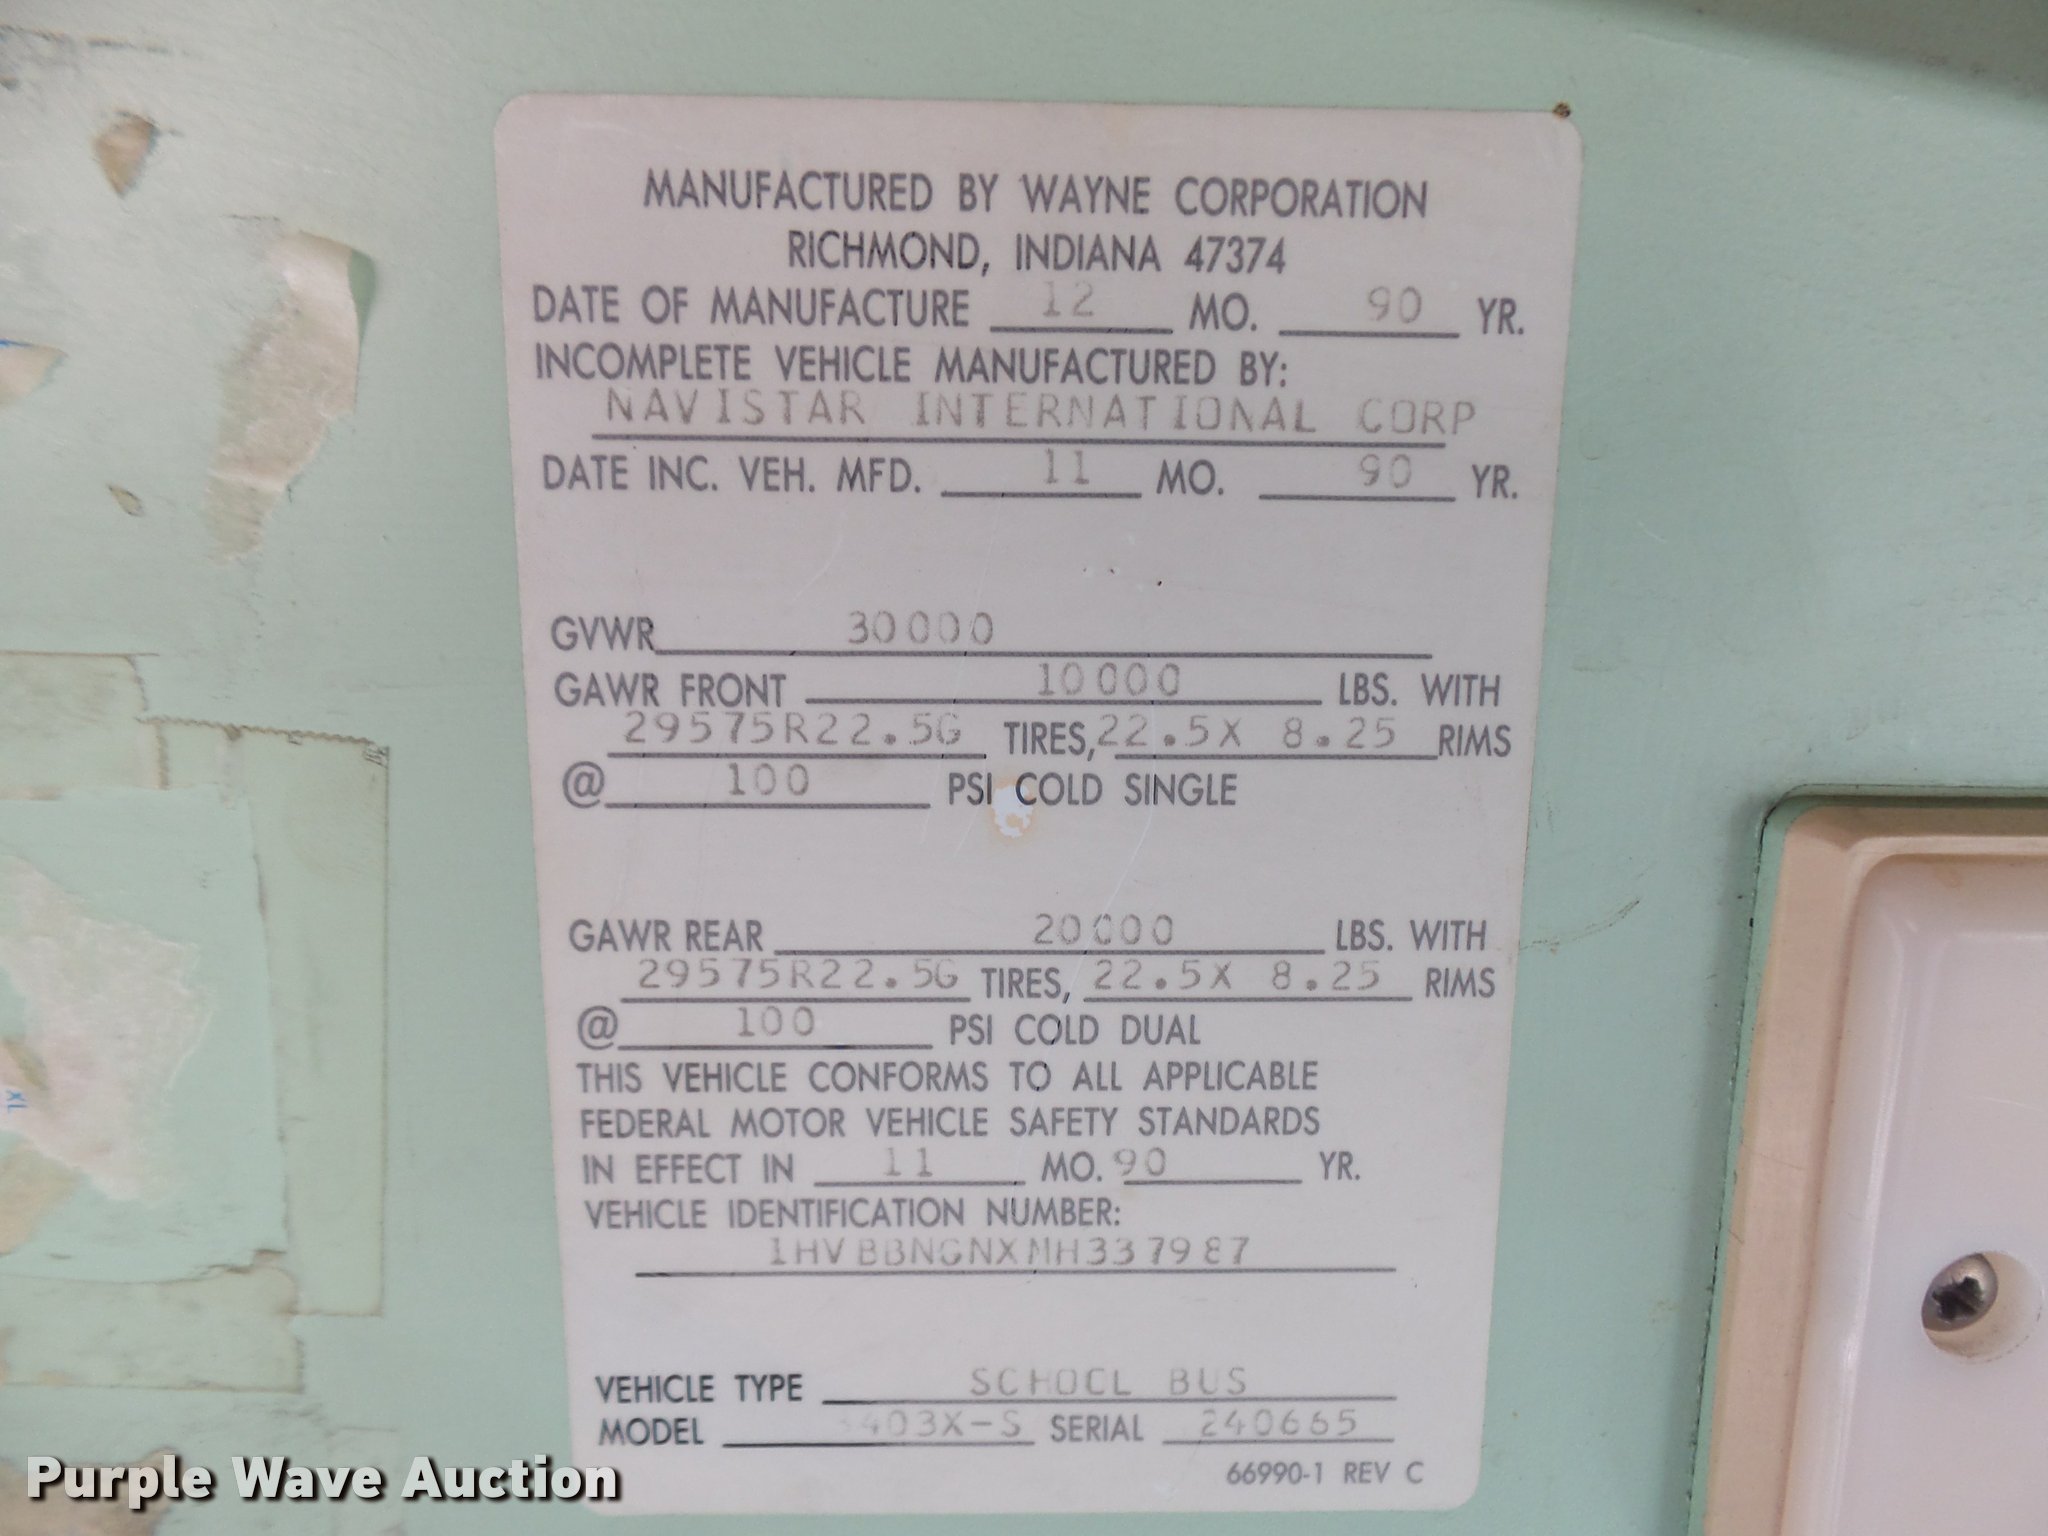 MANUFACTURED BY WAYNE CORPORATION
RICHMOND, INDIANA 47374
DATE OF MANUFACTURE 12 MO. 90 YR.
INCOMPLETE VEHICLE MANUFACTURED BY:
NAVISTAR INTERNATIONAL CORP
DATE INC. VEH. MFD. 11 MO. 90 YR.
GVWR 30000
GAWR FRONT 10000 LBS. WITH
29575R22.5G TIRES, 22.5X 8.25 RIMS
@ 100 PSI COLD SINGLE
GAWR REAR 20000 LBS. WITH
29575R22.5G TIRES, 22.5X 8.25 RIMS
@ 100 PSI COLD DUAL
THIS VEHICLE CONFORMS TO ALL APPLICABLE
FEDERAL MOTOR VEHICLE SAFETY STANDARDS
IN EFFECT IN 11 MO. 90 YR.
VEHICLE IDENTIFICATION NUMBER:
1HVBBNGNXMH337987
VEHICLE TYPE SCHOOL BUS
MODEL SERIAL 240665
66990-1 REV C
XL
Purple Wave Auction